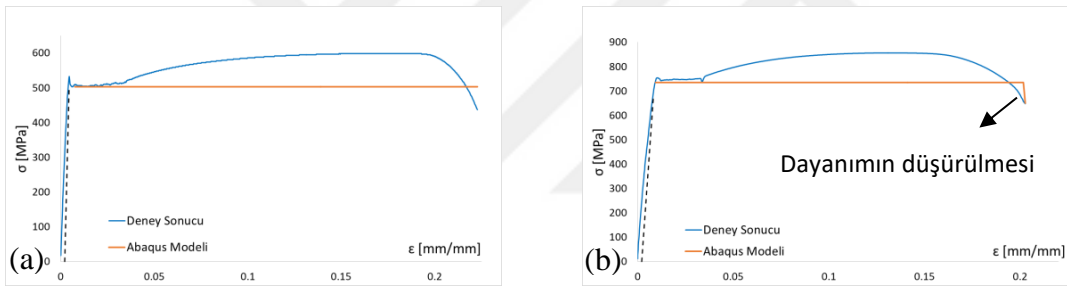 600
500
400
300
200
100
0
σ [MPa]
Deney Sonucu
Abaqus Modeli
ε [mm/mm]
0
0.05
0.1
0.15
0.2
(a)
900
800
700
600
500
400
300
200
100
0
σ [MPa]
Dayanımın düşürülmesi
Deney Sonucu
Abaqus Modeli
ε [mm/mm]
0
0.05
0.1
0.15
0.2
(b)